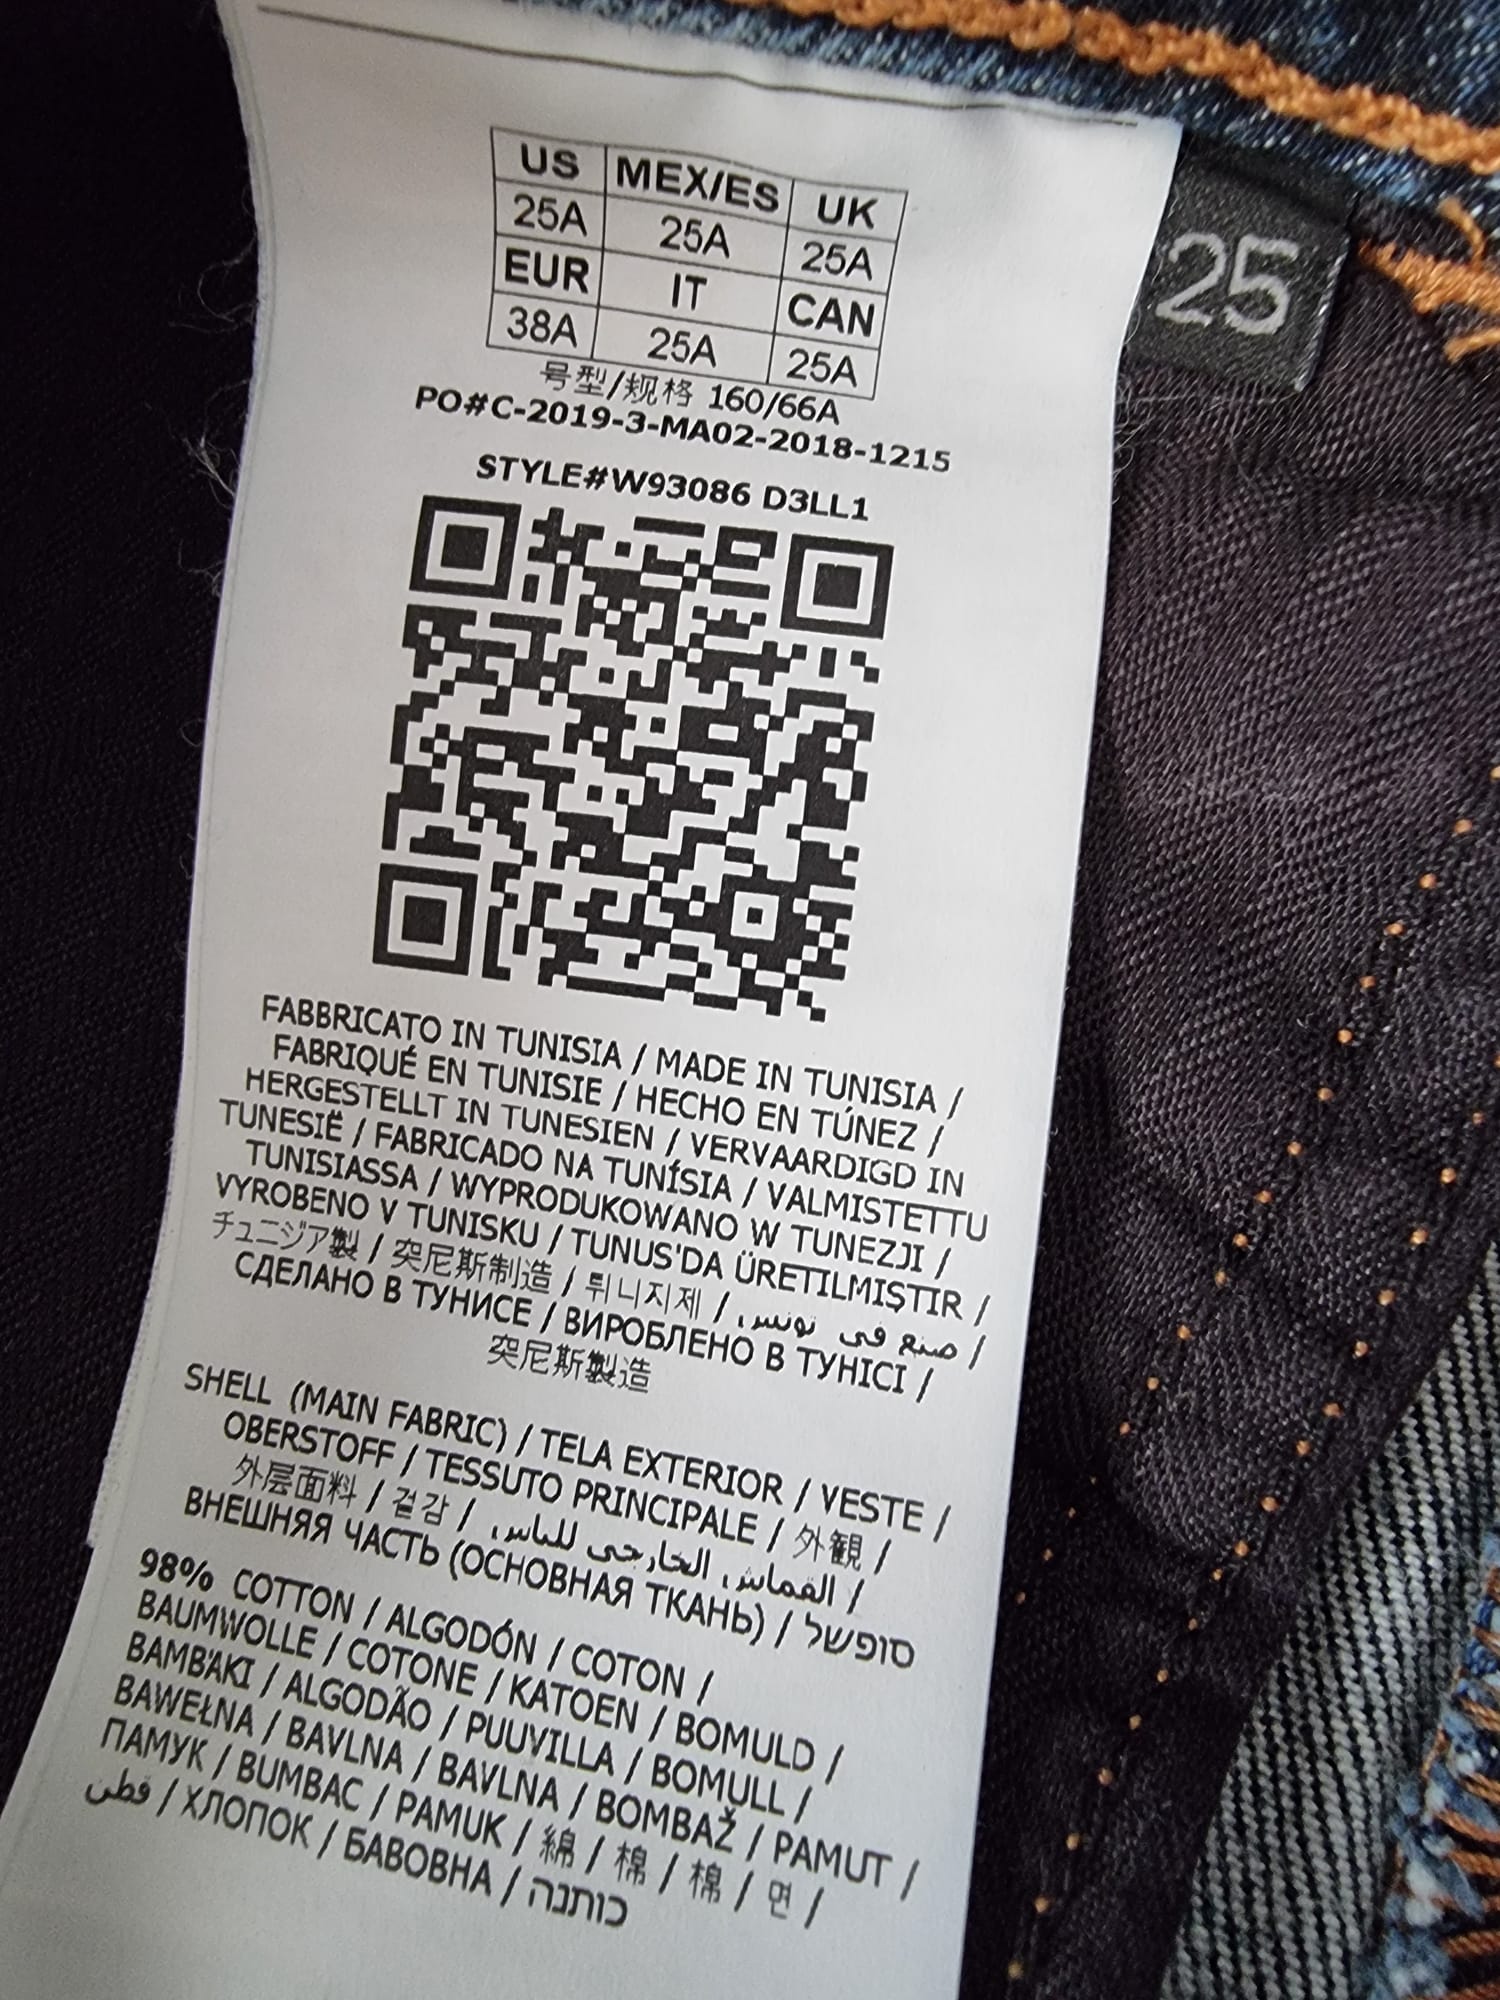 US MEX/ES UK
25A 25A 25A
EUR IT CAN
38A 25A 25A
号型/规格 160/66A
PO#C-2019-3-MA02-2018-1215
STYLE#W93086 D3LL1
25
FABBRICATO IN TUNISIA / MADE IN TUNISIA /
FABRIQUÉ EN TUNISIE / HECHO EN TÚNEZ /
HERGESTELLT IN TUNESIEN / VERVAARDIGD IN
TUNESIË / FABRICADO NA TUNÍSIA / VALMISTETTU
TUNISIASSA / WYPRODUKOWANO W TUNEZJI /
VYROBENO V TUNISKU / TUNUS'DA ÜRETILMIŞTIR /
チュニジア製 / 突尼斯制造 / 튀니지제 / صنع في تونس، /
СДЕЛАНО В ТУНИСЕ / ВИРОБЛЕНО В ТУНІСІ /
突尼斯製造
SHELL (MAIN FABRIC) / TELA EXTERIOR / VESTE /
OBERSTOFF / TESSUTO PRINCIPALE / 外観 /
外层面料 / 겉감 / القماش الخارجي للباس، /
ВНЕШНЯЯ ЧАСТЬ (ОСНОВНАЯ ТКАНЬ) / סופשל
98% COTTON / ALGODÓN / COTON /
BAUMWOLLE / COTONE / KATOEN / BOMULD /
BAMBAKI / ALGODÃO / PUUVILLA / BOMULL /
BAWEŁNA / BAVLNA / BAVLNA / BOMBAŽ / PAMUT /
ПАМУК / BUMBAC / PAMUK / 綿 / 棉 / 棉 / 면 /
قطن / ХЛОПОК / БАВОВНА / כותנה